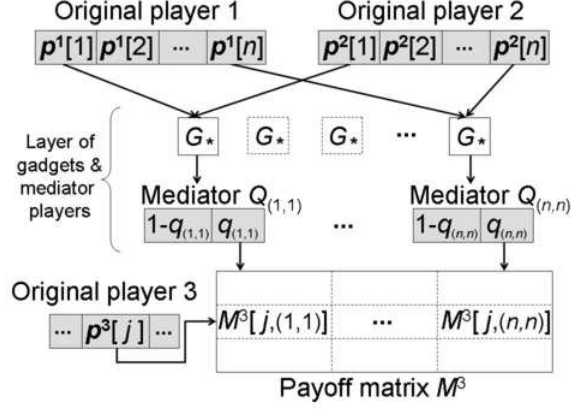 Original player 1 Original player 2
p¹[1] p¹[2] ... p¹[n] p²[1] p²[2] ... p²[n]
Layer of
gadgets &
mediator
players
G⋆ G⋆ G⋆ ... G⋆
Mediator Q(1,1) Mediator Q(n,n)
1-q(1,1) q(1,1) ... 1-q(n,n) q(n,n)
Original player 3
... p³[j] ...
M³[j,(1,1)] ... M³[j,(n,n)]
Payoff matrix M³